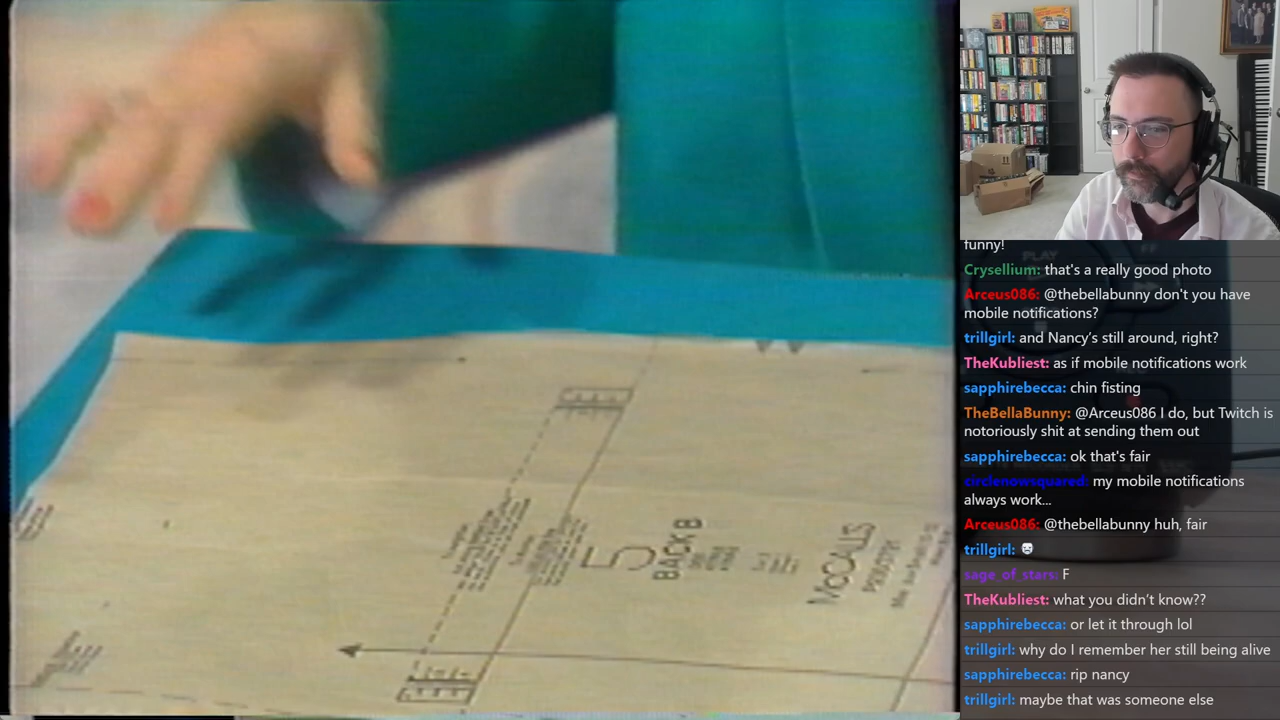 5
BACK B
McCALLS
funny!
Crysellium: that's a really good photo
Arceus086: @thebellabunny don't you have
mobile notifications?
trillgirl: and Nancy's still around, right?
TheKubliest: as if mobile notifications work
sapphirebecca: chin fisting
TheBellaBunny: @Arceus086 I do, but Twitch is
notoriously shit at sending them out
sapphirebecca: ok that's fair
circlenowsquared: my mobile notifications
always work...
Arceus086: @thebellabunny huh, fair
trillgirl:
sage_of_stars: F
TheKubliest: what you didn't know??
sapphirebecca: or let it through lol
trillgirl: why do I remember her still being alive
sapphirebecca: rip nancy
trillgirl: maybe that was someone else